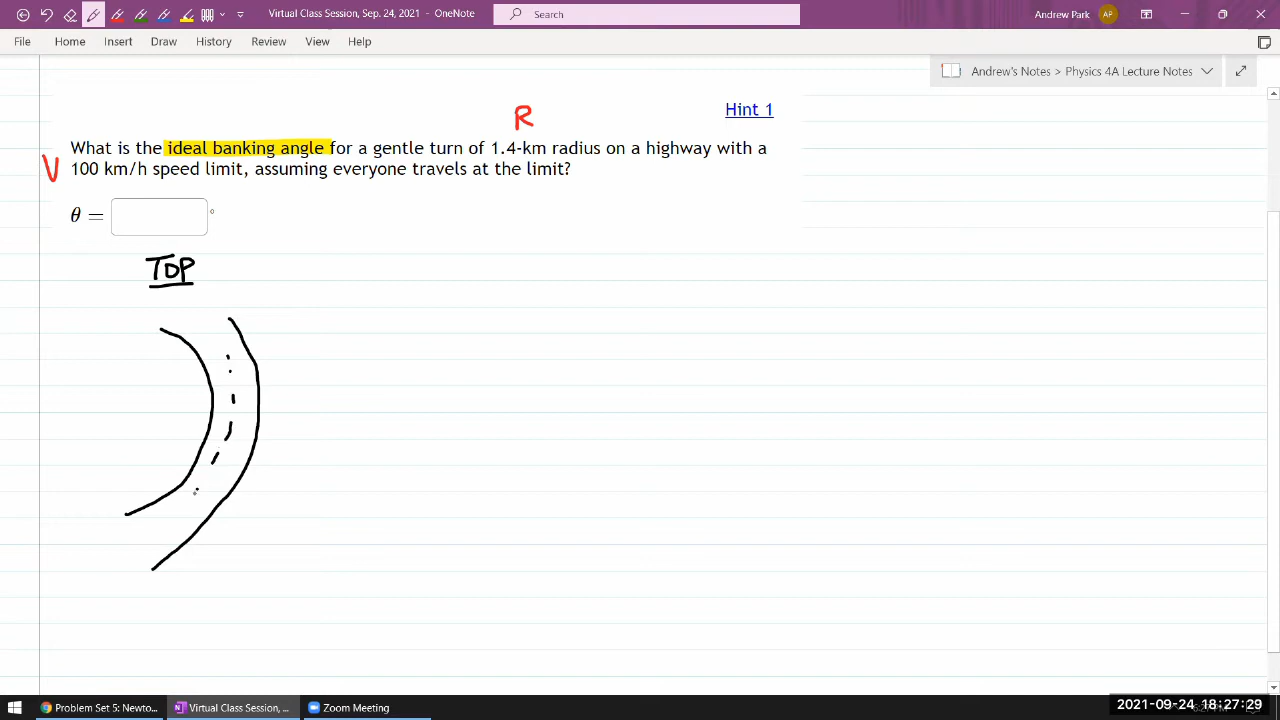 Virtual Class Session, Sep. 24, 2021 - OneNote
Search
Andrew Park
AP
File
Home
Insert
Draw
History
Review
View
Help
Andrew's Notes > Physics 4A Lecture Notes
Hint 1
R
What is the ideal banking angle for a gentle turn of 1.4-km radius on a highway with a
V
100 km/h speed limit, assuming everyone travels at the limit?
θ =
°
TOP
Problem Set 5: Newto...
Virtual Class Session, ...
Zoom Meeting
2021-09-24 18:27:29